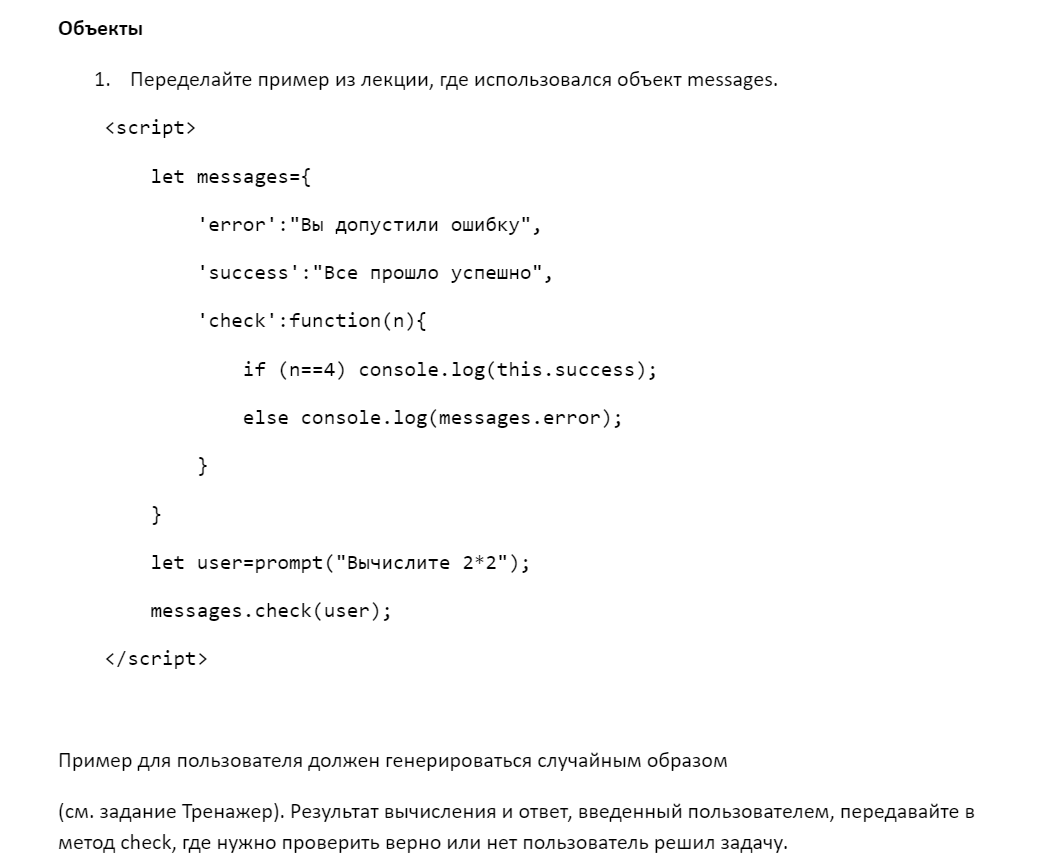 Объекты
1. Переделайте пример из лекции, где использовался объект messages.
<script>
let messages={
'error':"Вы допустили ошибку",
'success':"Все прошло успешно",
'check':function(n){
if (n==4) console.log(this.success);
else console.log(messages.error);
}
}
let user=prompt("Вычислите 2*2");
messages.check(user);
</script>
Пример для пользователя должен генерироваться случайным образом
(см. задание Тренажер). Результат вычисления и ответ, введенный пользователем, передавайте в
метод check, где нужно проверить верно или нет пользователь решил задачу.